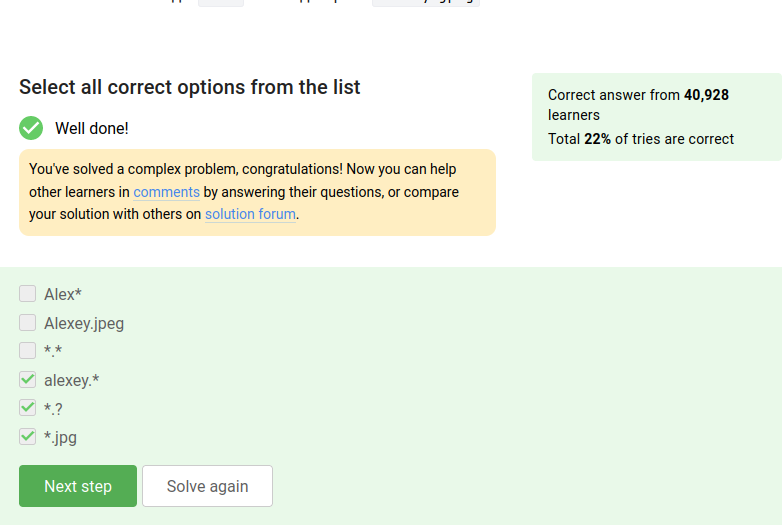 Select all correct options from the list
Correct answer from 40,928
learners
Total 22% of tries are correct
Well done!
You've solved a complex problem, congratulations! Now you can help
other learners in comments by answering their questions, or compare
your solution with others on solution forum.
Alex*
Alexey.jpeg
*.*
alexey.*
*.?
*.jpg
Next step
Solve again